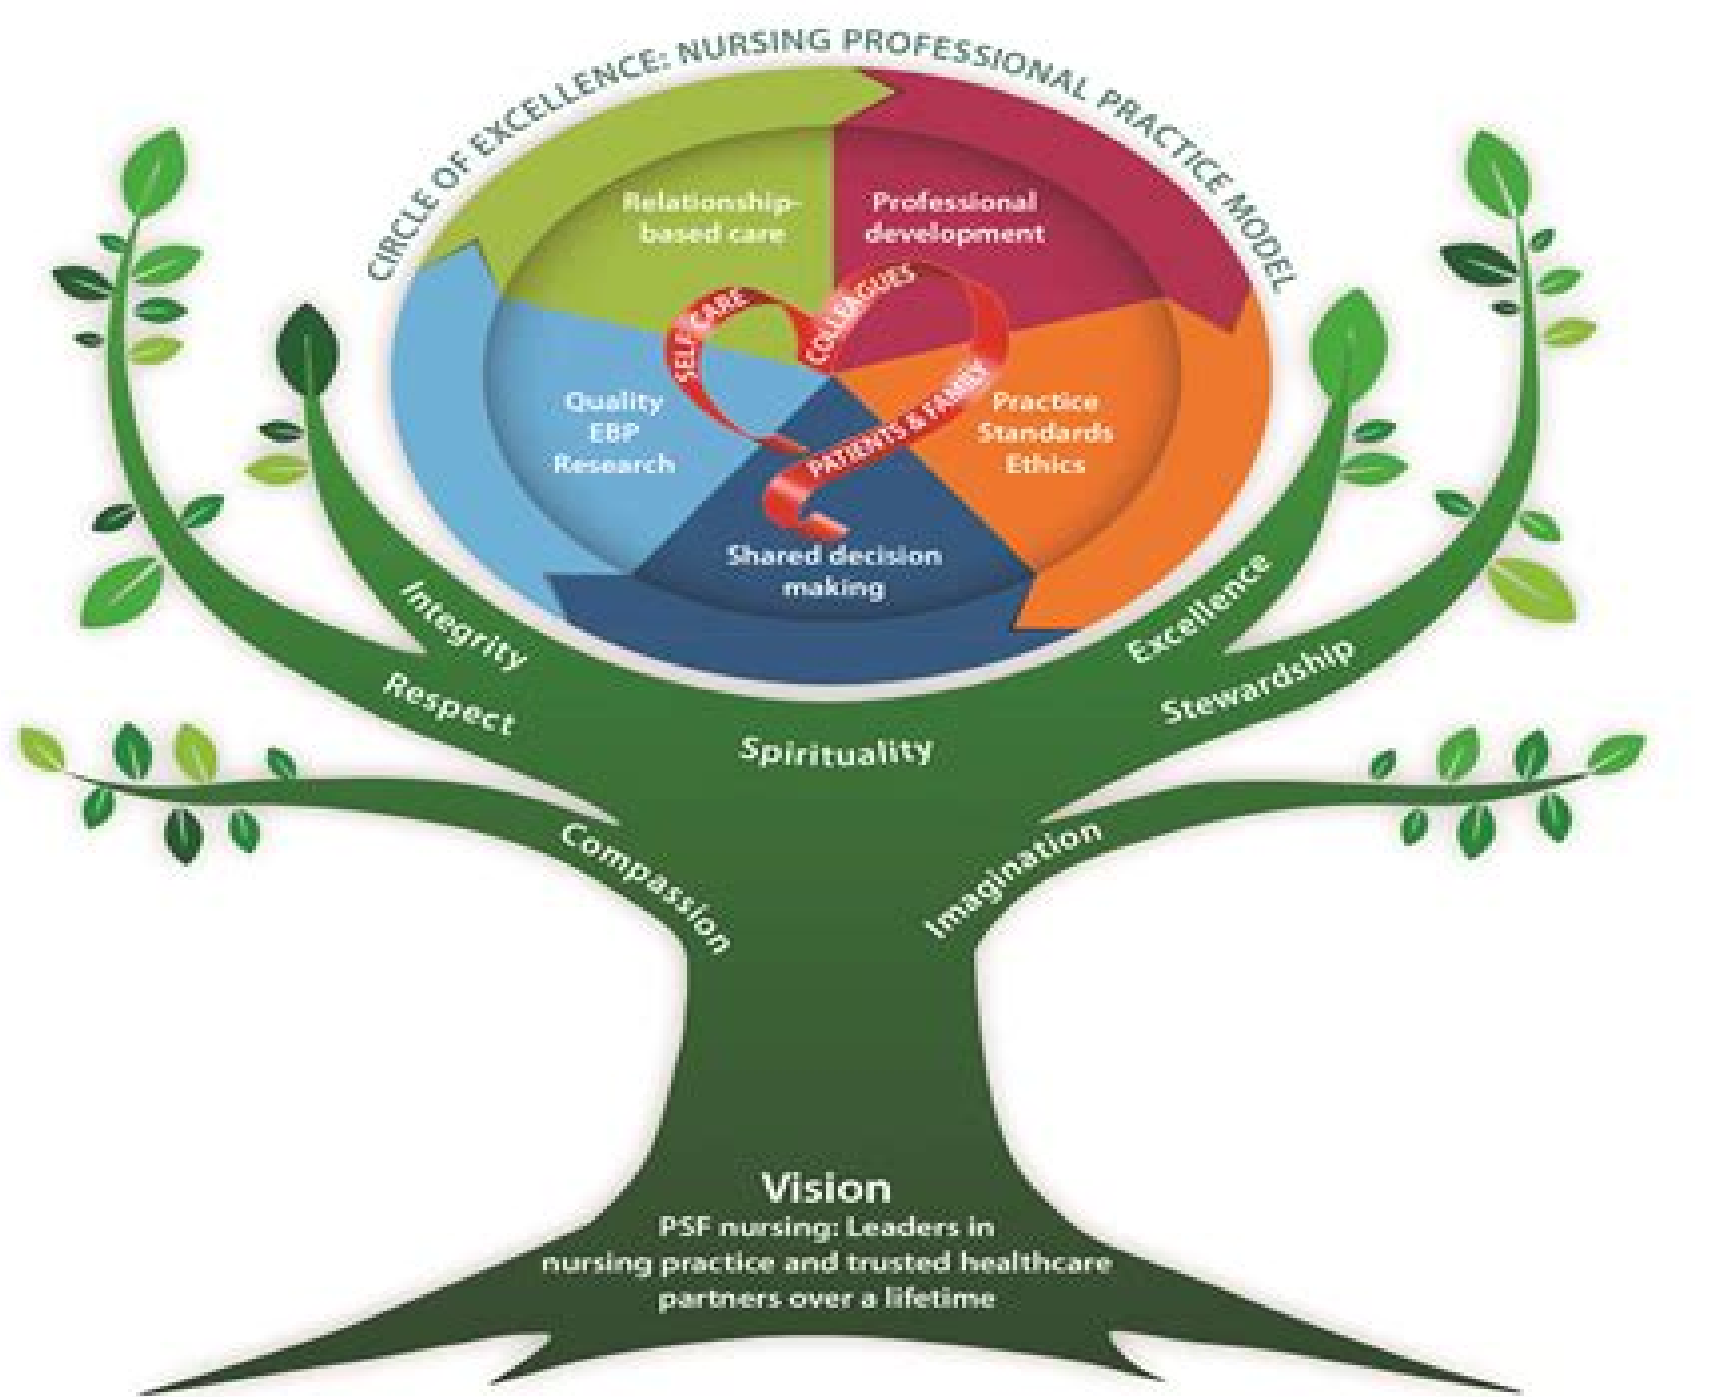 CIRCLE OF EXCELLENCE: NURSING PROFESSIONAL PRACTICE MODEL
Relationship-
based care
Professional
development
SELF-CARE
COLLEAGUES
PATIENTS & FAMILY
Quality
EBP
Research
Practice
Standards
Ethics
Shared decision
making
Integrity
Excellence
Respect
Stewardship
Spirituality
Compassion
Imagination
Vision
PSF nursing: Leaders in
nursing practice and trusted healthcare
partners over a lifetime